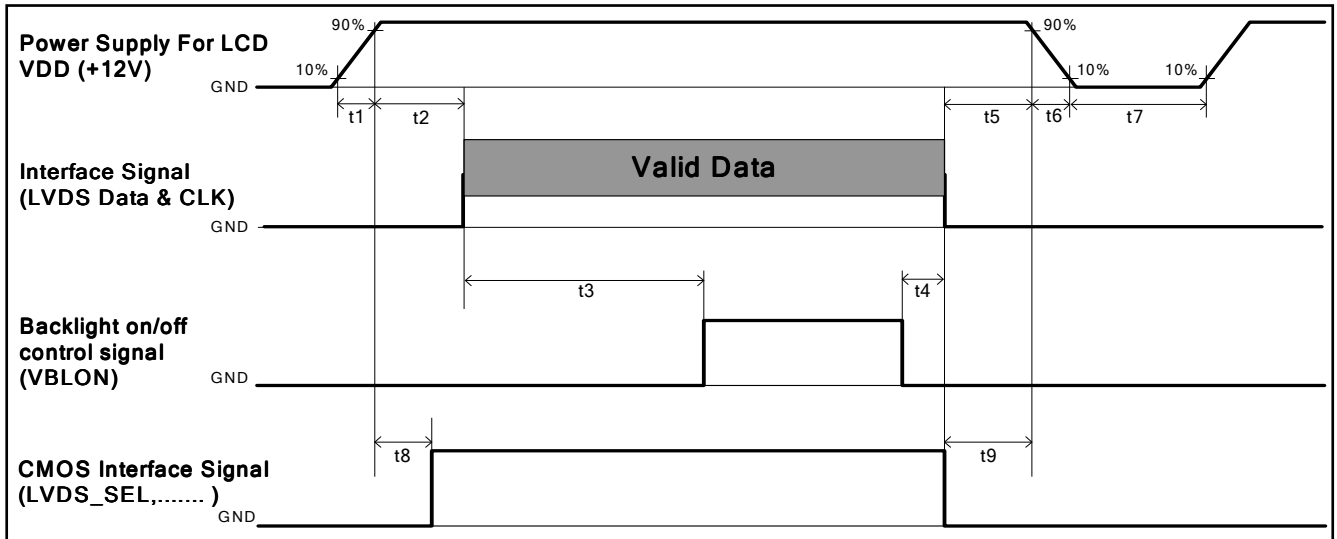 Power Supply For LCD
VDD (+12V)
90%
10%
GND
t1
t2
90%
10%
10%
t5
t6
t7
Interface Signal
(LVDS Data & CLK)
GND
Valid Data
t3
t4
Backlight on/off
control signal
(VBLON)
GND
t8
t9
CMOS Interface Signal
(LVDS_SEL,....... )
GND